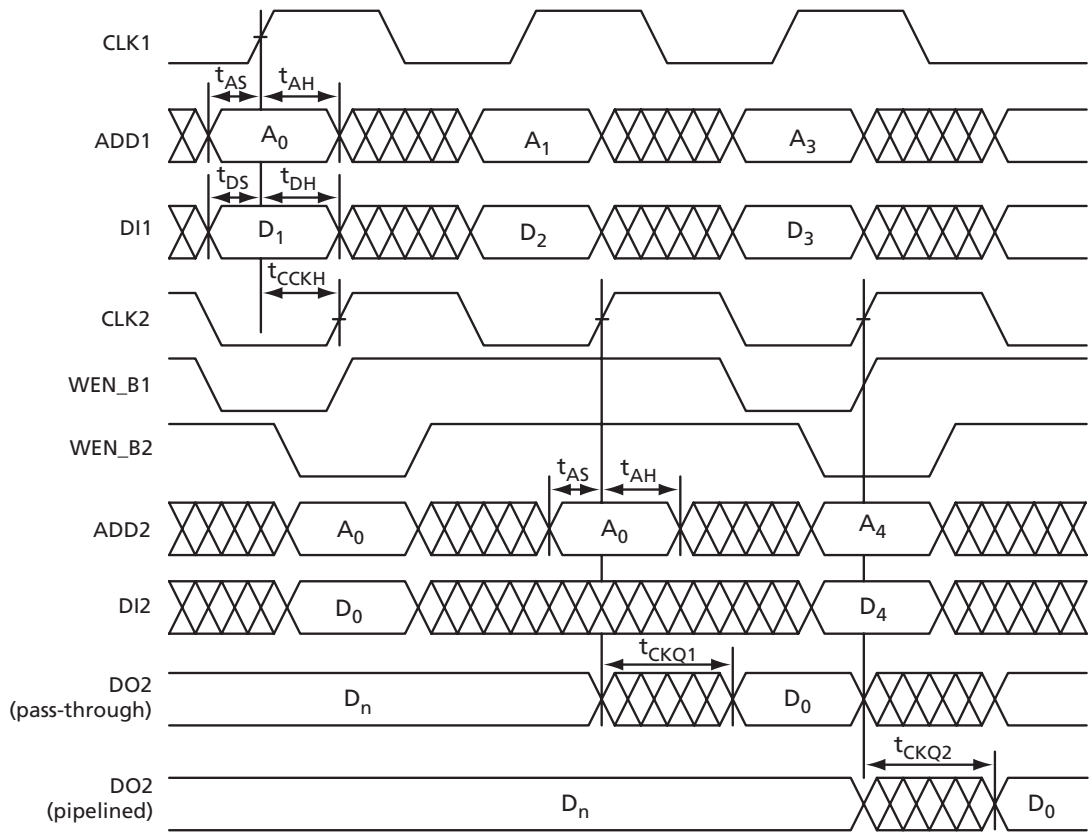 CLK1
t_AS t_AH
ADD1 A_0 A_1 A_3
t_DS t_DH
DI1 D_1 D_2 D_3
t_CCKH
CLK2
WEN_B1
WEN_B2
t_AS t_AH
ADD2 A_0 A_0 A_4
DI2 D_0 D_4
t_CKQ1
DO2
(pass-through) D_n D_0
t_CKQ2
DO2
(pipelined) D_n D_0